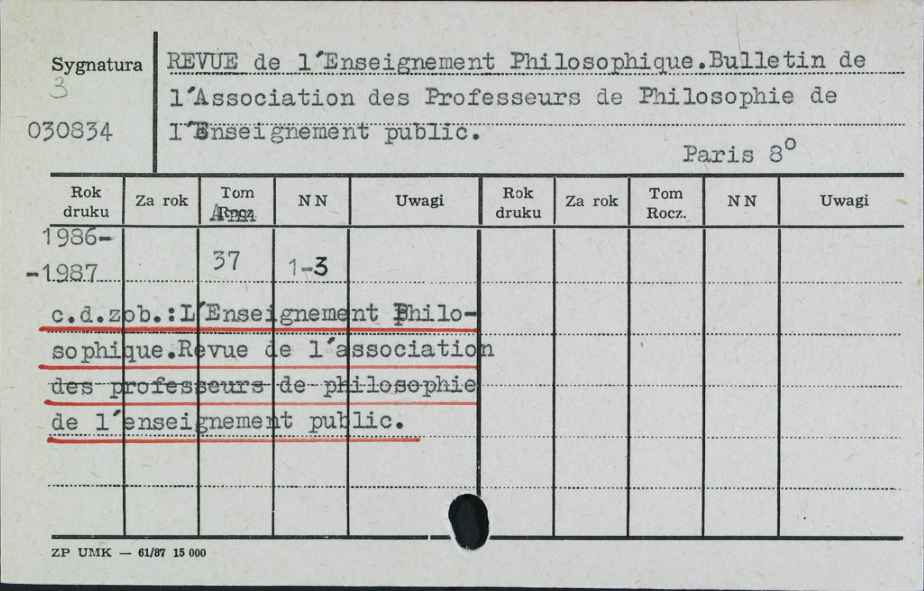 Sygnatura
3
030834
REVUE de l'Enseignement Philosophique.Bulletin de
l'Association des Professeurs de Philosophie de
l'Enseignement public.
Paris 8º
Rok druku Za rok Tom Rocz. NN Uwagi Rok druku Za rok Tom Rocz. NN Uwagi
1986-
-1987 37 1-3
c.d.zob.:L'Enseignement Philo-
sophique.Revue de l'association
des professeurs de philosophie
de l'enseignement public.
ZP UMK — 61/87 15 000